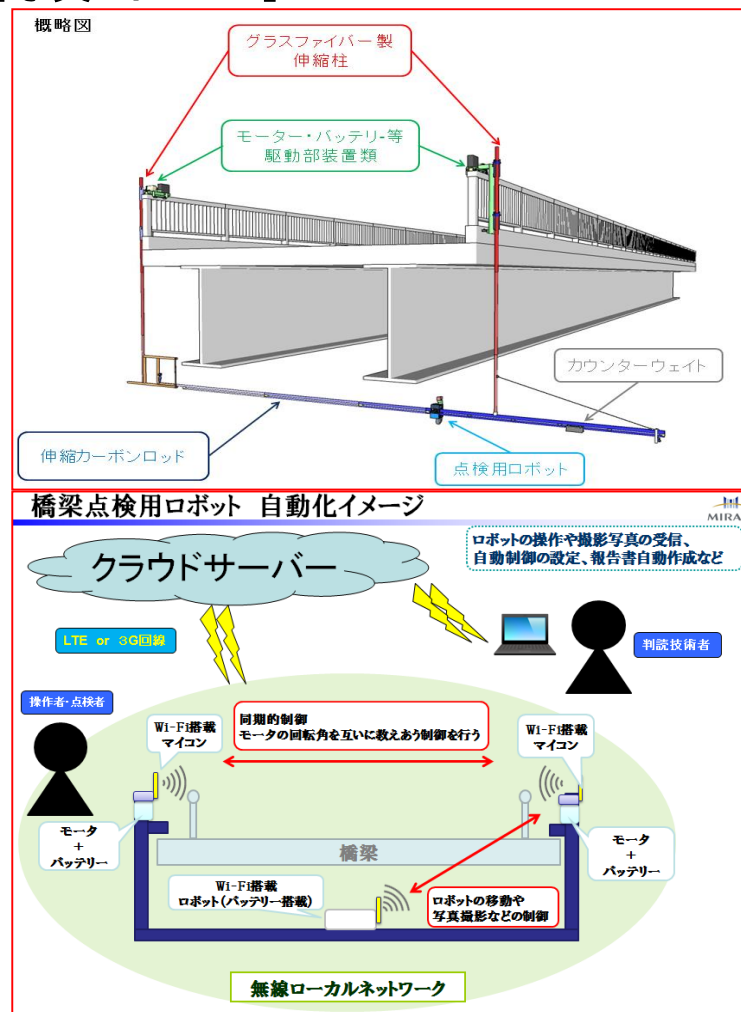 概略図
グラスファイバー製
伸縮柱
モーター・バッテリ-等
駆動部装置類
カウンターウェイト
伸縮カーボンロッド
点検用ロボット
橋梁点検用ロボット 自動化イメージ
MIRA
ロボットの操作や撮影写真の受信、
自動制御の設定、報告書自動作成など
クラウドサーバー
LTE or 3G回線
判読技術者
操作者・点検者
Wi-Fi搭載
マイコン
同期的制御
モータの回転角を互いに教えあう制御を行う
Wi-Fi搭載
マイコン
モータ
+
バッテリー
橋梁
モータ
+
バッテリー
Wi-Fi搭載
ロボット(バッテリー搭載)
ロボットの移動や
写真撮影などの制御
無線ローカルネットワーク